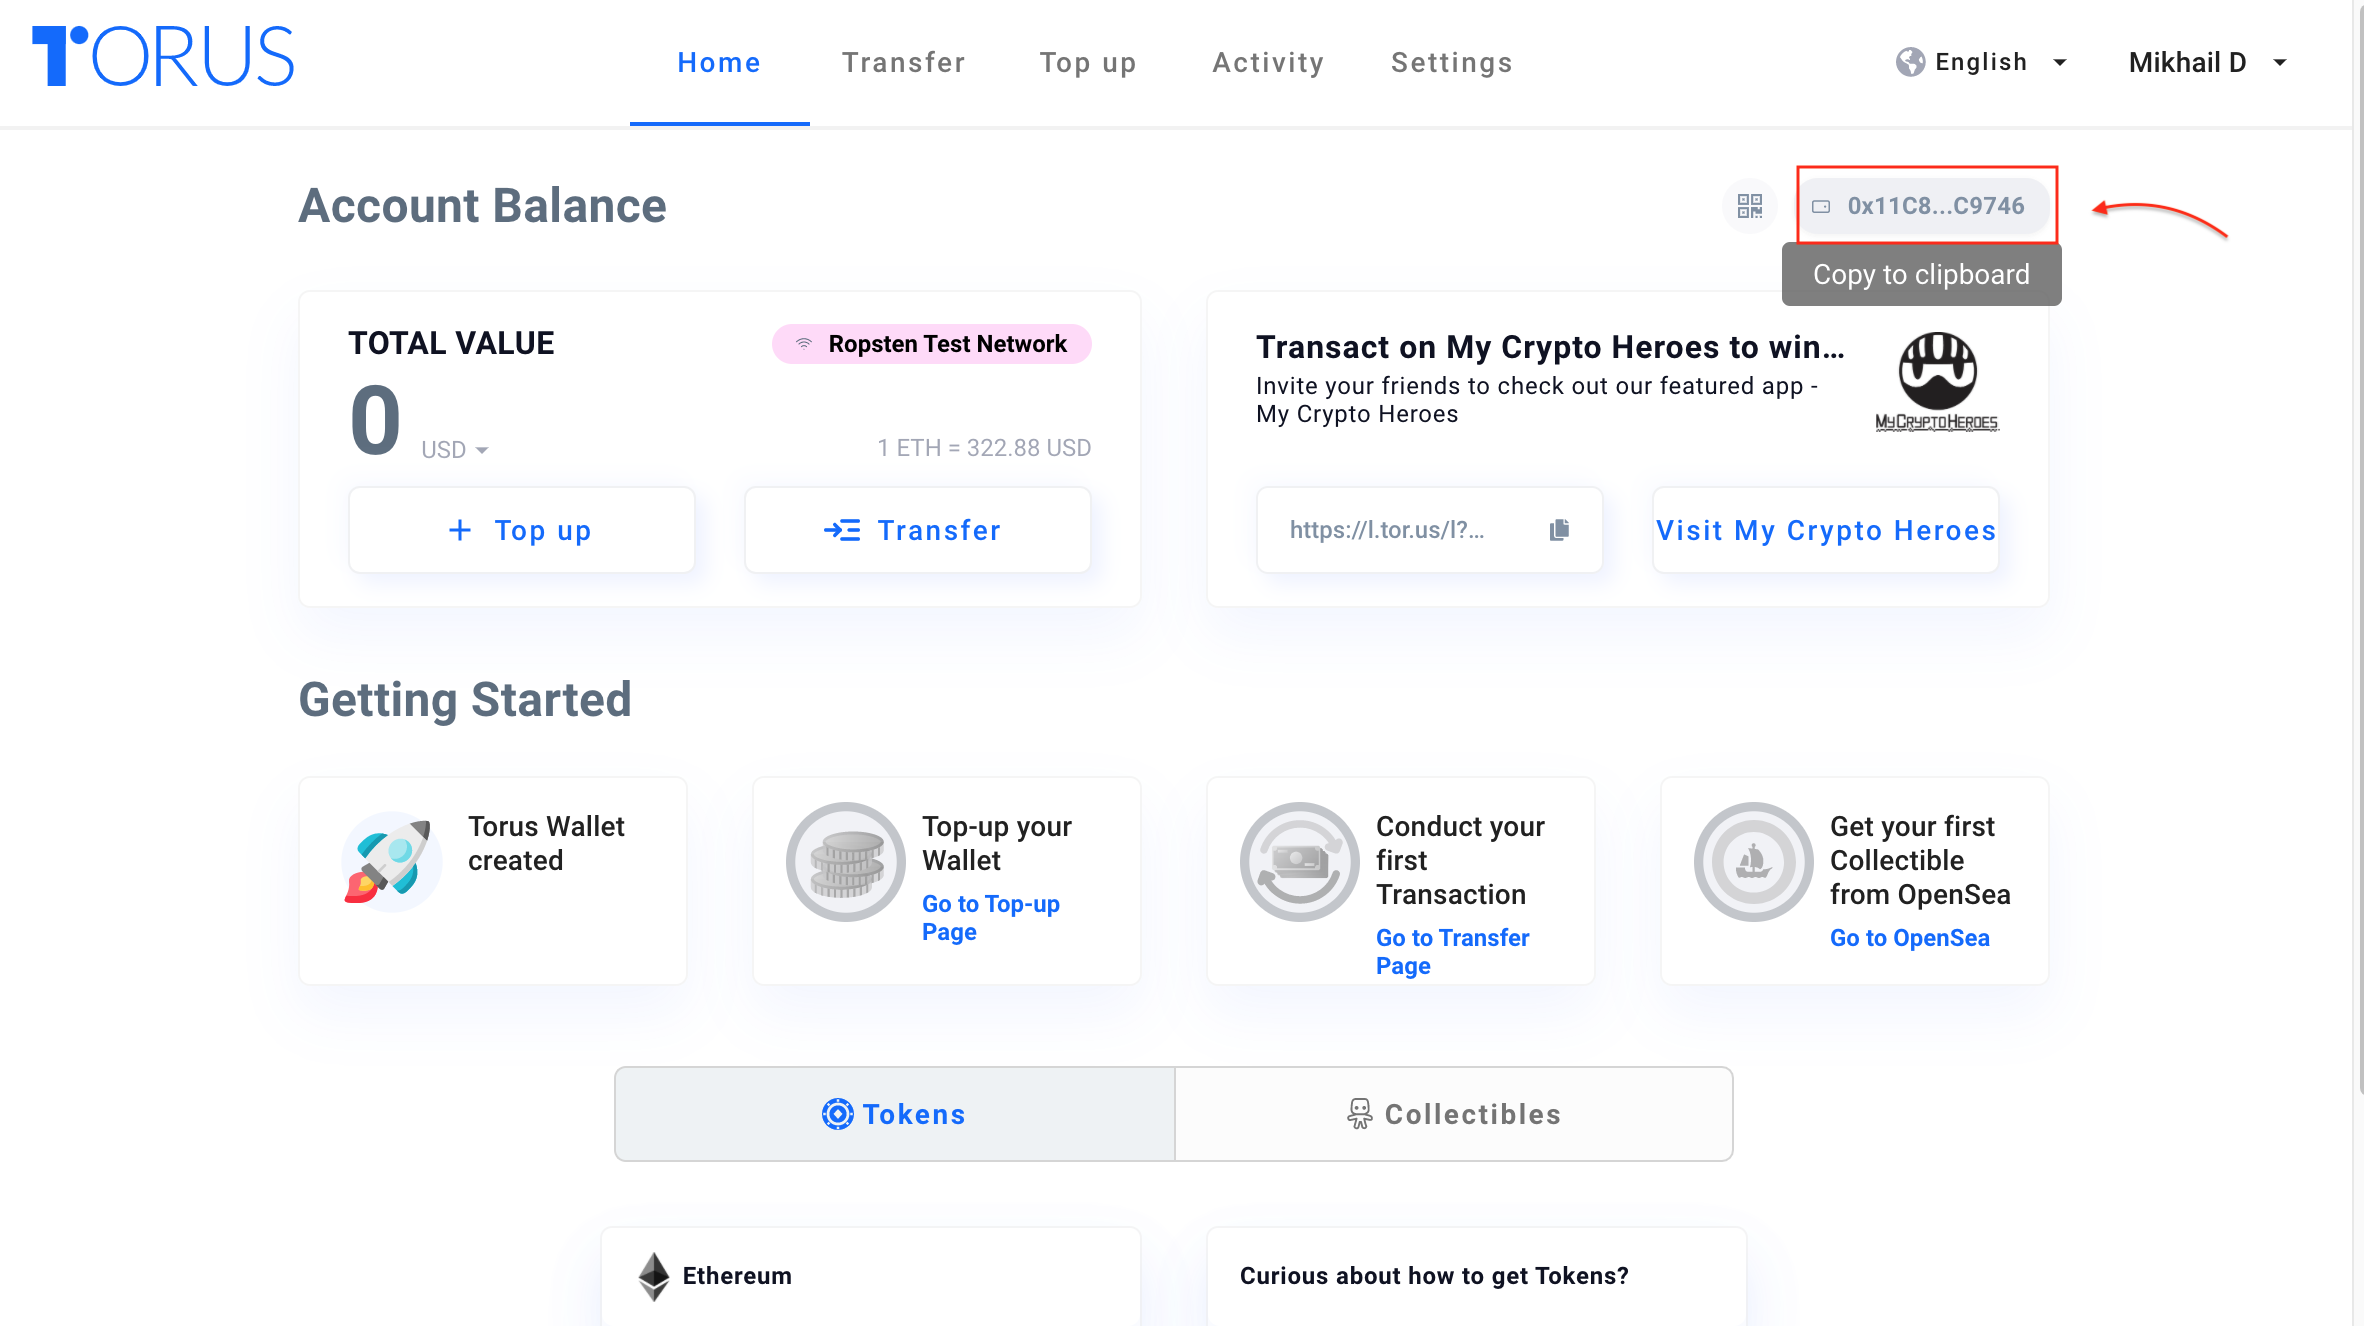 TORUS
Home
Transfer
Top up
Activity
Settings
English
Mikhail D
Account Balance
0x11C8...C9746
Copy to clipboard
TOTAL VALUE
Ropsten Test Network
0
USD
1 ETH = 322.88 USD
Top up
Transfer
Transact on My Crypto Heroes to win...
Invite your friends to check out our featured app -
My Crypto Heroes
MyCryptoHeroes
https://l.tor.us/l?...
Visit My Crypto Heroes
Getting Started
Torus Wallet
created
Top-up your
Wallet
Go to Top-up
Page
Conduct your
first
Transaction
Go to Transfer
Page
Get your first
Collectible
from OpenSea
Go to OpenSea
Tokens
Collectibles
Ethereum
Curious about how to get Tokens?